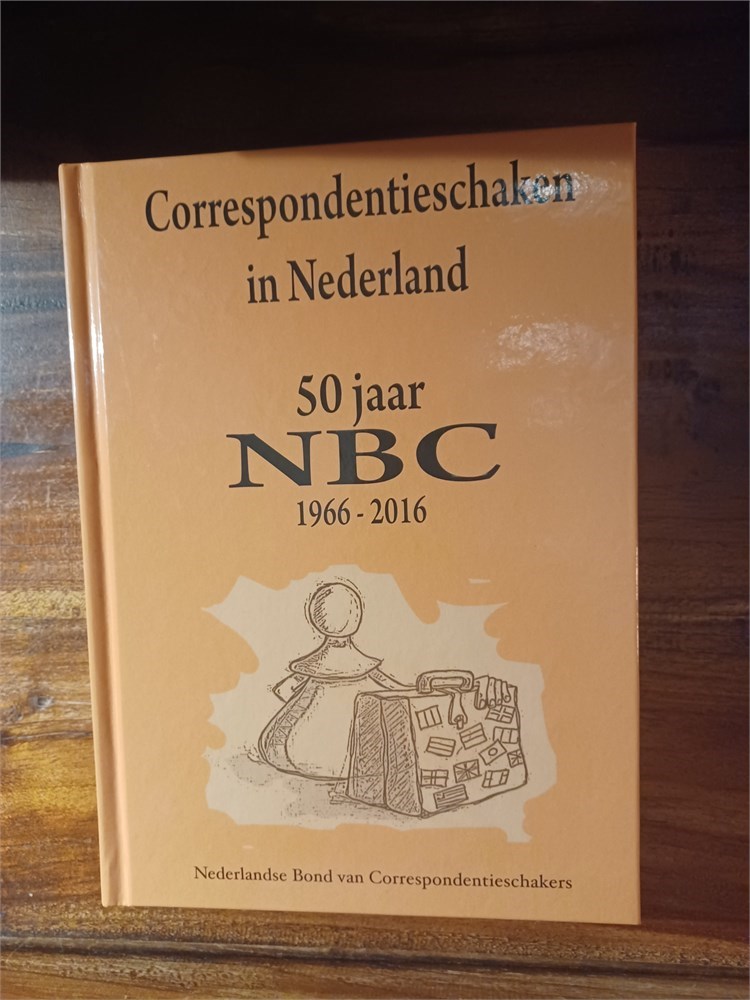 Correspondentieschaken
in Nederland
50 jaar
NBC
1966 - 2016
Nederlandse Bond van Correspondentieschakers